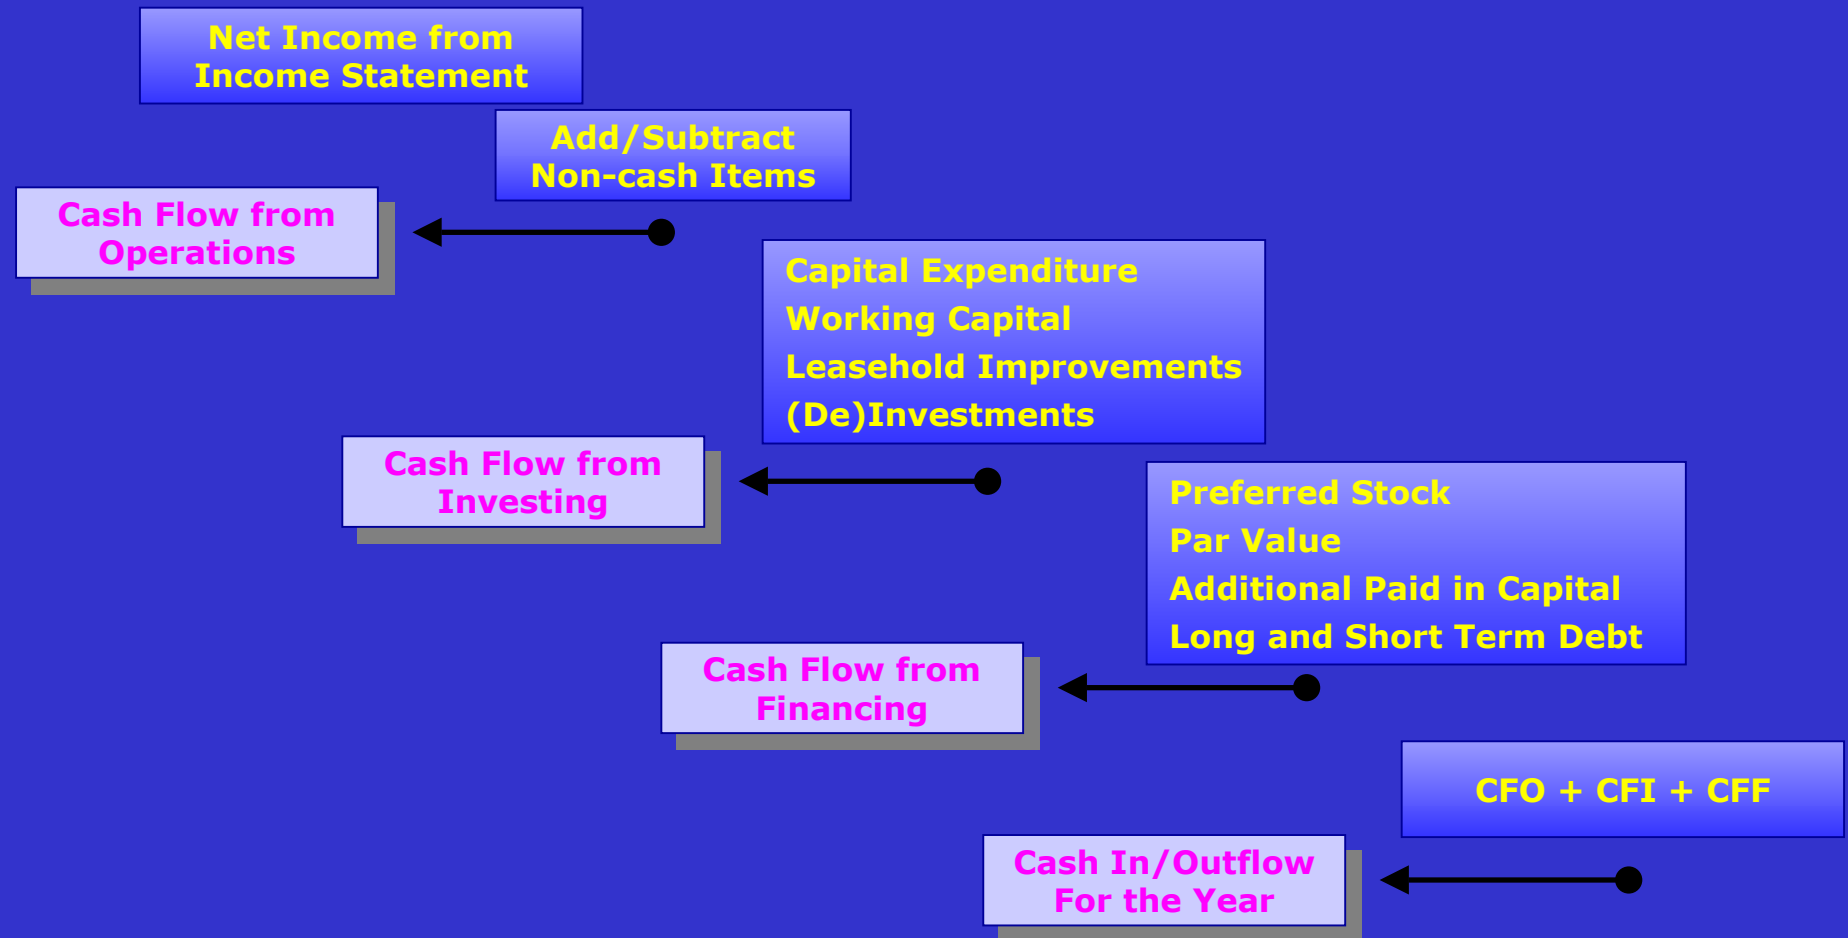 Net Income from
Income Statement
Add/Subtract
Non-cash Items
Cash Flow from
Operations
Capital Expenditure
Working Capital
Leasehold Improvements
(De)Investments
Cash Flow from
Investing
Preferred Stock
Par Value
Additional Paid in Capital
Long and Short Term Debt
Cash Flow from
Financing
CFO + CFI + CFF
Cash In/Outflow
For the Year